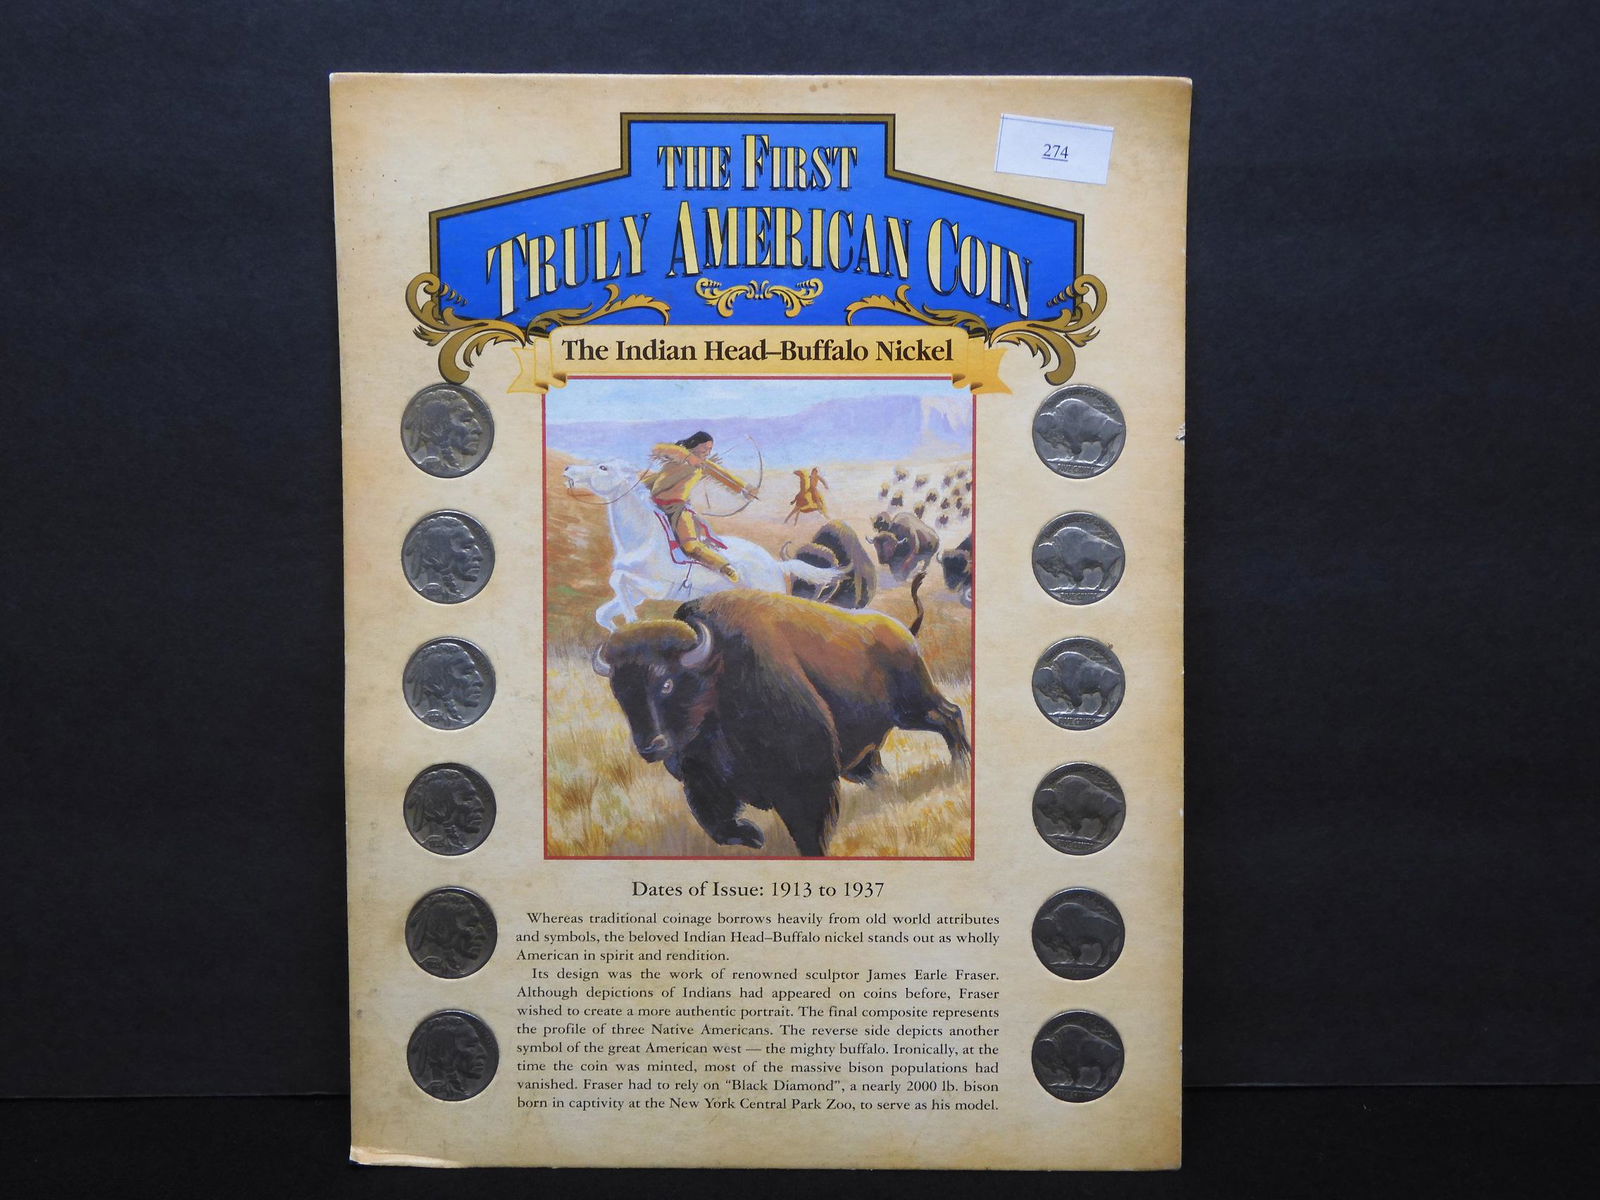 274
THE FIRST
TRULY AMERICAN COIN
The Indian Head–Buffalo Nickel
Dates of Issue: 1913 to 1937
Whereas traditional coinage borrows heavily from old world attributes
and symbols, the beloved Indian Head–Buffalo nickel stands out as wholly
American in spirit and rendition.
Its design was the work of renowned sculptor James Earle Fraser.
Although depictions of Indians had appeared on coins before, Fraser
wished to create a more authentic portrait. The final composite represents
the profile of three Native Americans. The reverse side depicts another
symbol of the great American west — the mighty buffalo. Ironically, at the
time the coin was minted, most of the massive bison populations had
vanished. Fraser had to rely on “Black Diamond”, a nearly 2000 lb. bison
born in captivity at the New York Central Park Zoo, to serve as his model.